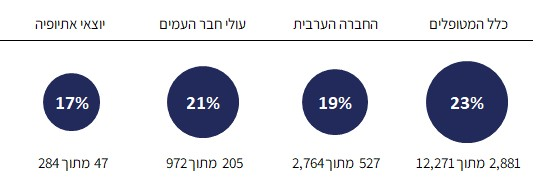 כלל המטופלים החברה הערבית עולי חבר העמים יוצאי אתיופיה
23% 19% 21% 17%
2,881 מתוך 12,271 527 מתוך 2,764 205 מתוך 972 47 מתוך 284